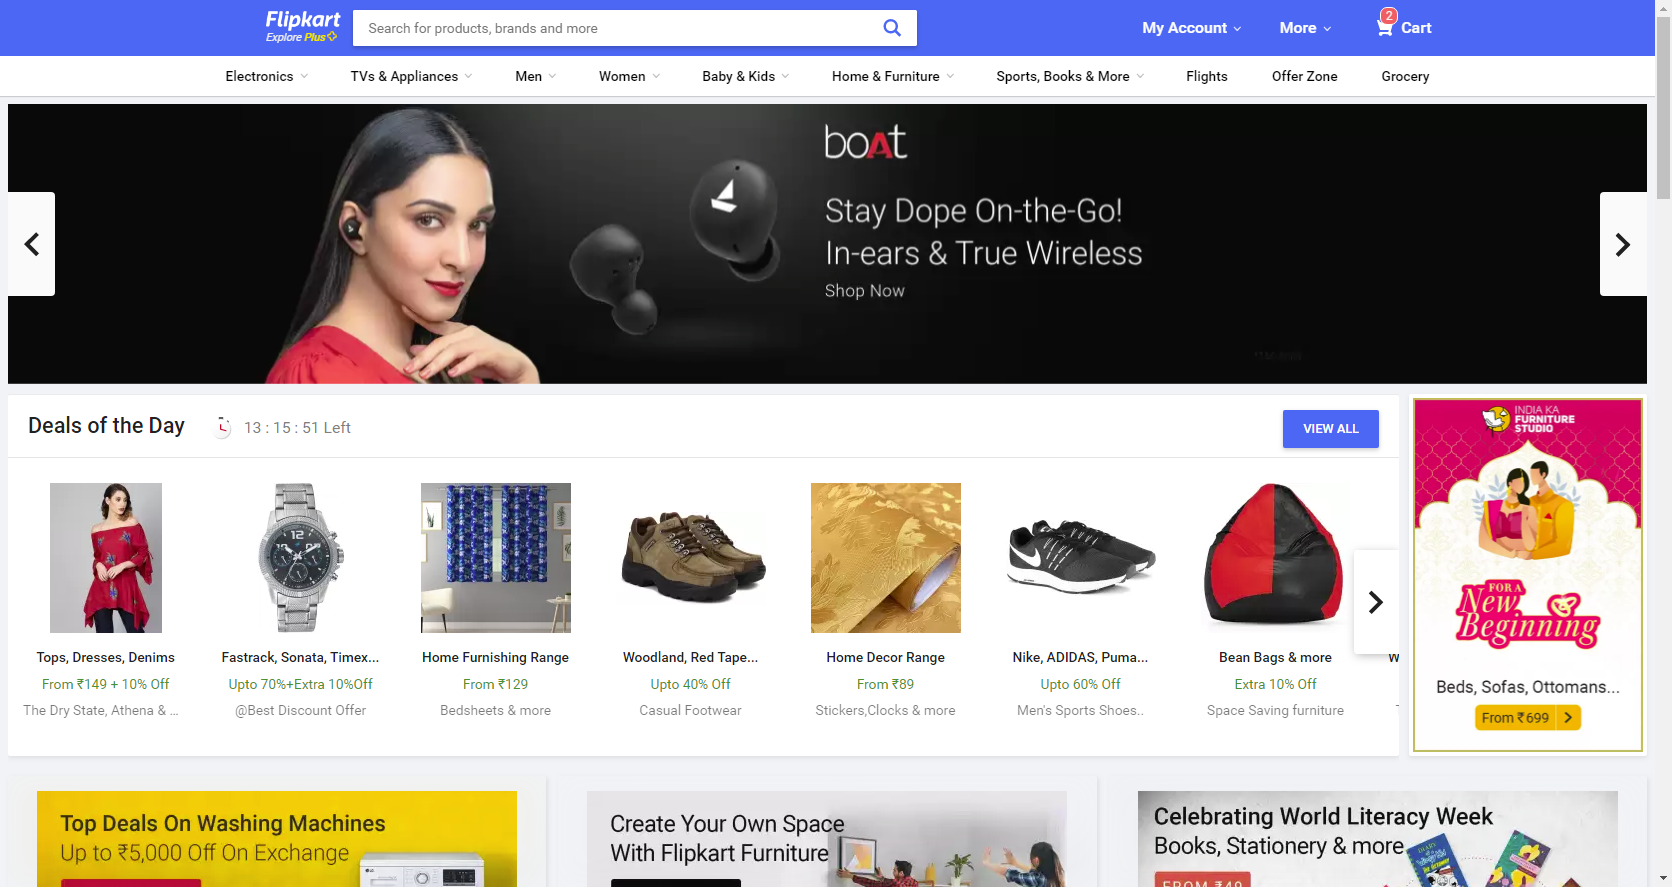 Flipkart
Explore Plus
Search for products, brands and more
My Account
More
2
Cart
Electronics
TVs & Appliances
Men
Women
Baby & Kids
Home & Furniture
Sports, Books & More
Flights
Offer Zone
Grocery
boAt
Stay Dope On-the-Go!
In-ears & True Wireless
Shop Now
Deals of the Day
13 : 15 : 51 Left
VIEW ALL
Tops, Dresses, Denims
From ₹149 + 10% Off
The Dry State, Athena & ...
Fastrack, Sonata, Timex...
Upto 70%+Extra 10%Off
@Best Discount Offer
Home Furnishing Range
From ₹129
Bedsheets & more
Woodland, Red Tape...
Upto 40% Off
Casual Footwear
Home Decor Range
From ₹89
Stickers,Clocks & more
Nike, ADIDAS, Puma...
Upto 60% Off
Men's Sports Shoes..
Bean Bags & more
Extra 10% Off
Space Saving furniture
INDIA KA
FURNITURE
STUDIO
FOR A
New
Beginning
Beds, Sofas, Ottomans...
From ₹699
Top Deals On Washing Machines
Up to ₹5,000 Off On Exchange
Create Your Own Space
With Flipkart Furniture
Celebrating World Literacy Week
Books, Stationery & more
FROM ₹49